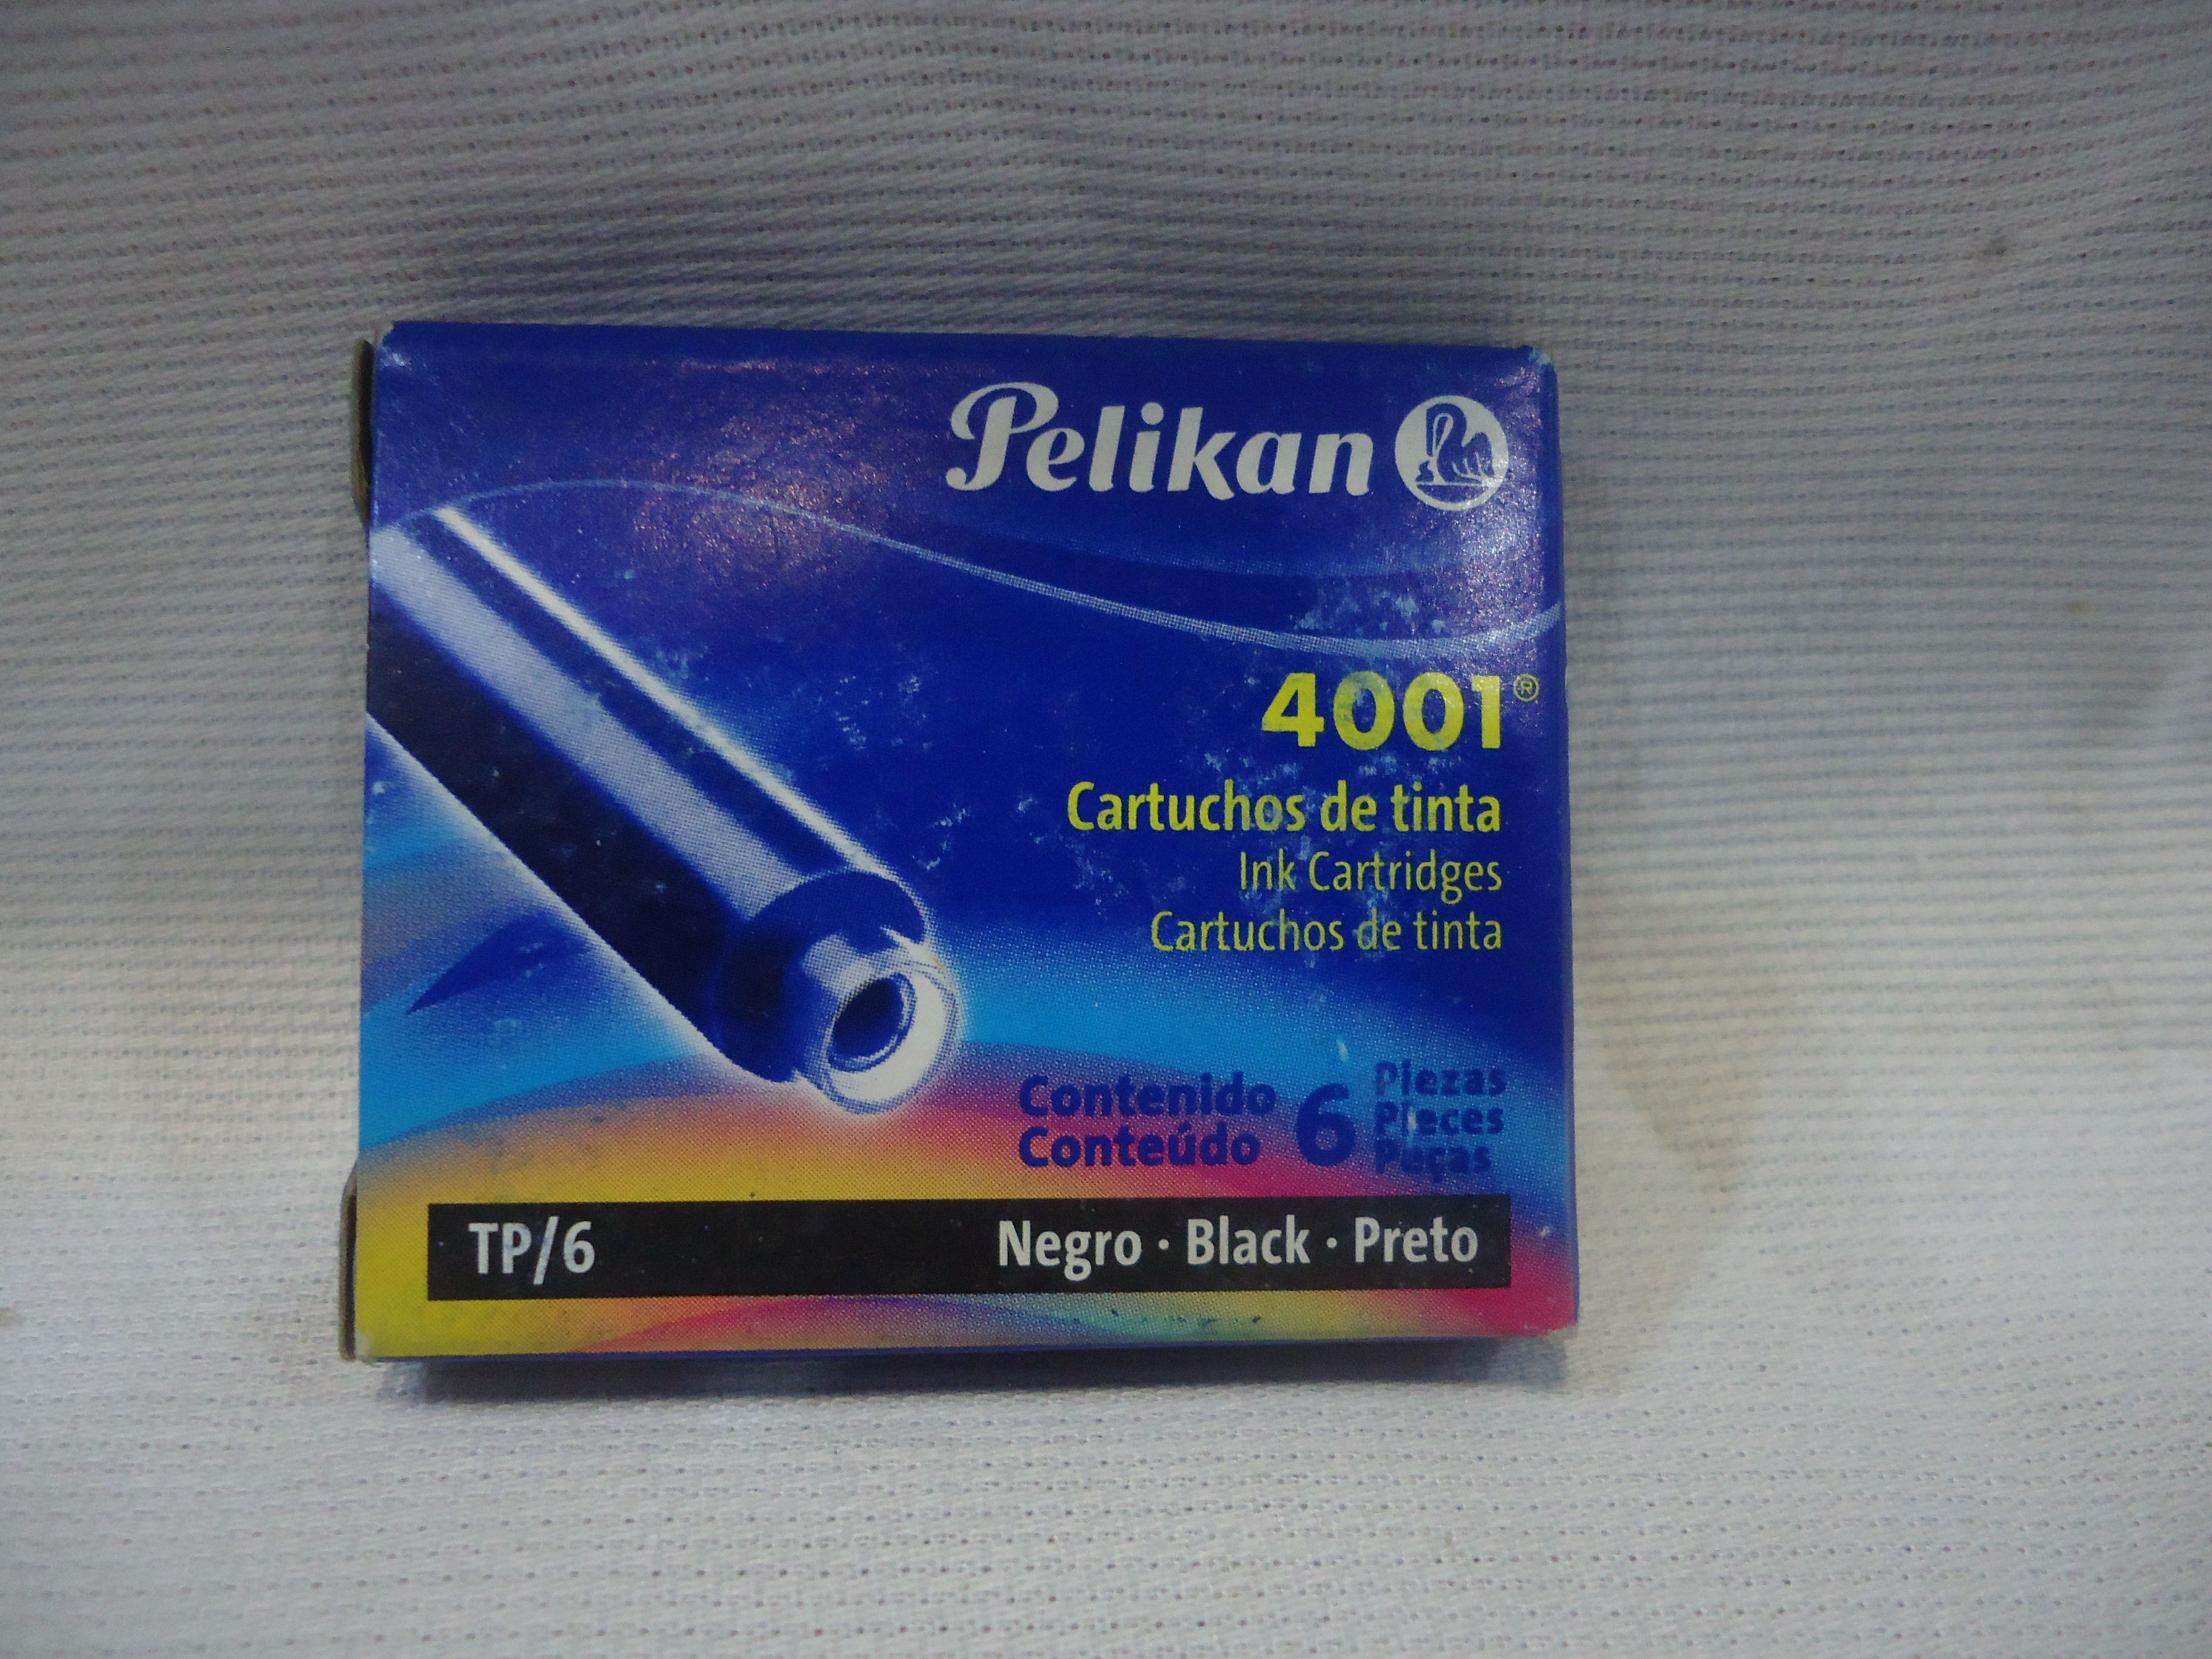 Pelikan
4001®
Cartuchos de tinta
Ink Cartridges
Cartuchos de tinta
Contenido
Conteúdo
6
Piezas
Pieces
Peças
TP/6
Negro · Black · Preto